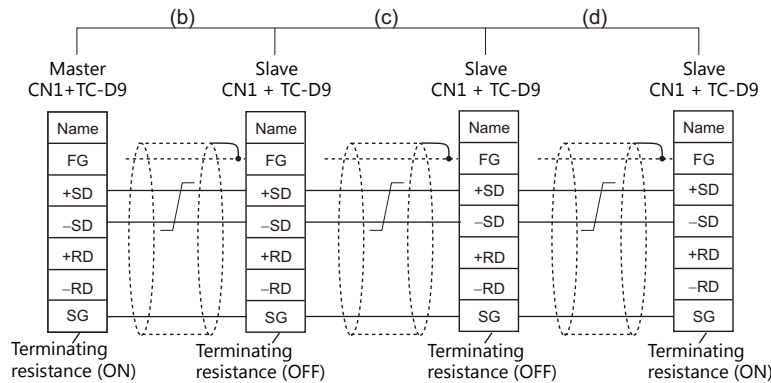 (b) (c) (d)
Master
CN1+TC-D9
Slave
CN1 + TC-D9
Slave
CN1 + TC-D9
Slave
CN1 + TC-D9
Name
FG
+SD
–SD
+RD
–RD
SG
Name
FG
+SD
–SD
+RD
–RD
SG
Name
FG
+SD
–SD
+RD
–RD
SG
Name
FG
+SD
–SD
+RD
–RD
SG
Terminating
resistance (ON)
Terminating
resistance (OFF)
Terminating
resistance (OFF)
Terminating
resistance (ON)